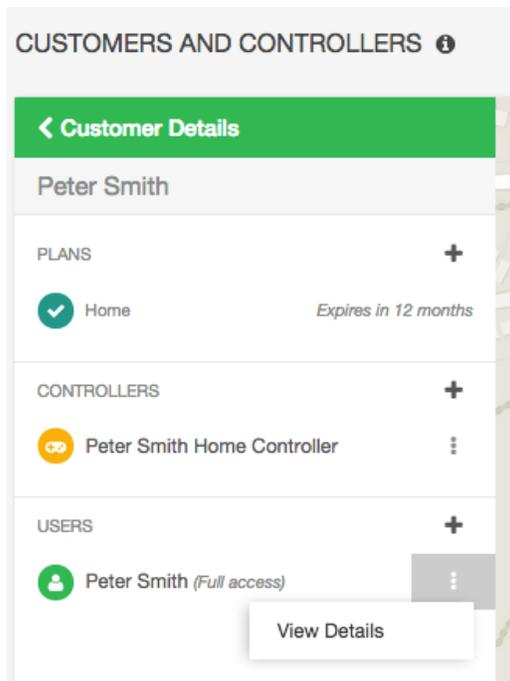 CUSTOMERS AND CONTROLLERS
Customer Details
Peter Smith
PLANS
Home Expires in 12 months
CONTROLLERS
Peter Smith Home Controller
USERS
Peter Smith (Full access)
View Details